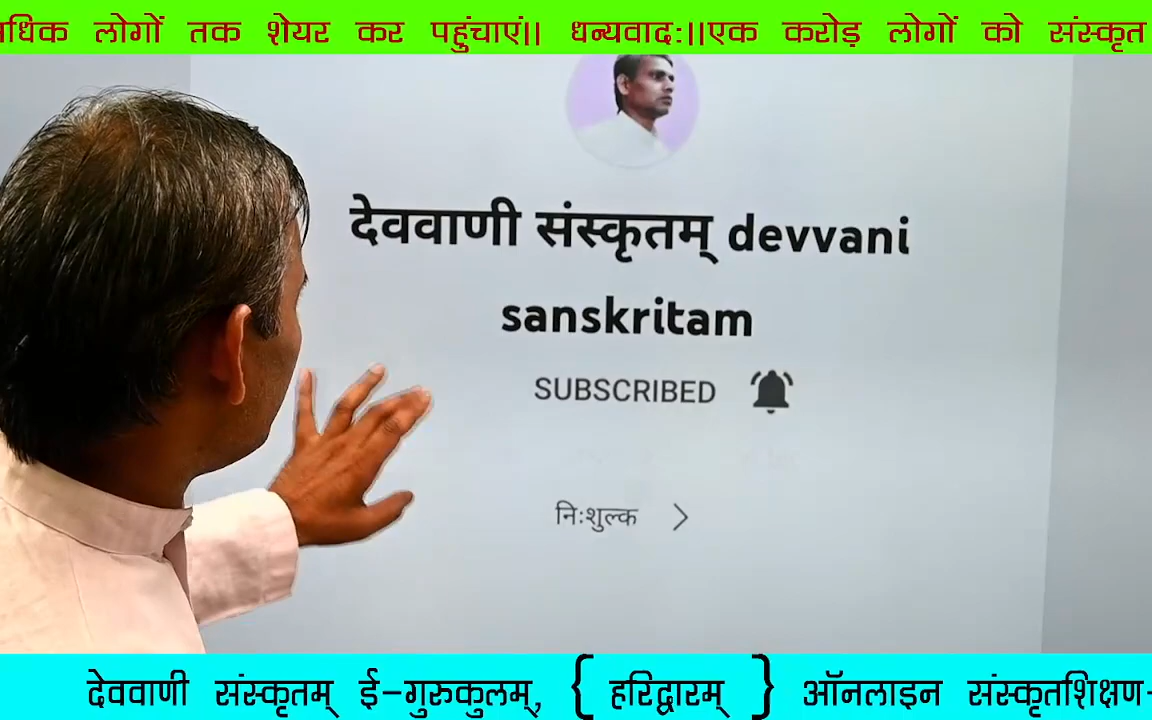 लोगों तक शेयर कर पहुंचाएं॥ धन्यवादः॥एक करोड़ लोगों को संस्कृत
देववाणी संस्कृतम् devvani
sanskritam
SUBSCRIBED
निःशुल्क
देववाणी संस्कृतम् ई-गुरुकुलम्, { हरिद्वारम् } ऑनलाइन संस्कृतशिक्षण-